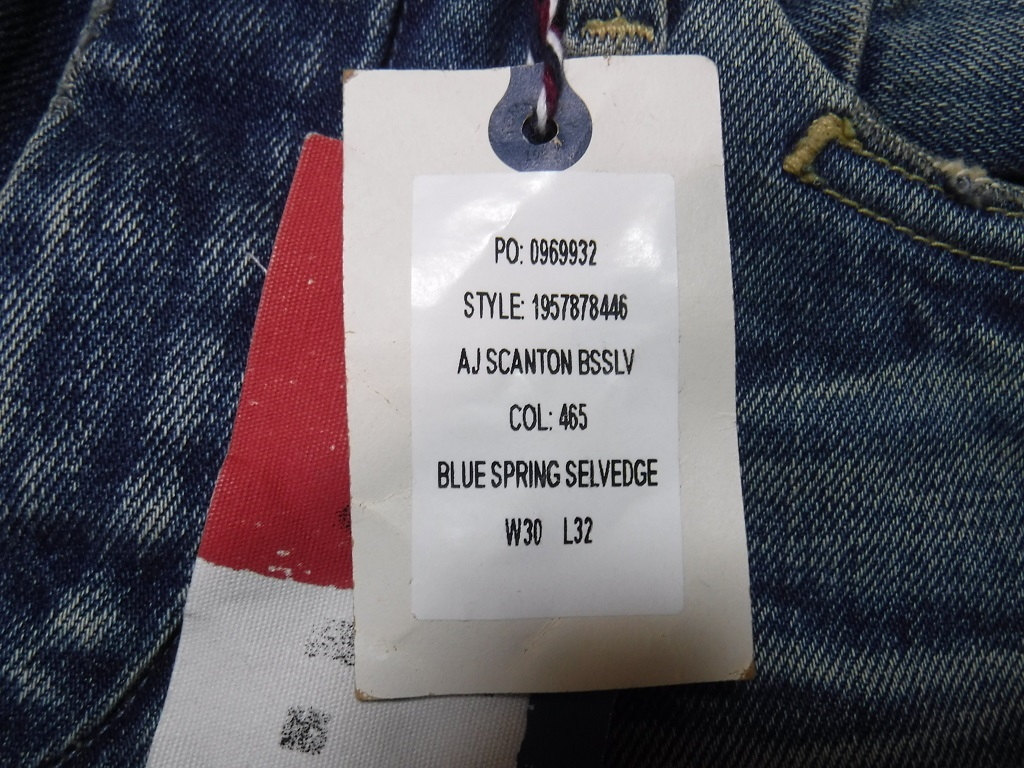 PO: 0969932
STYLE: 1957878446
AJ SCANTON BSSLV
COL: 465
BLUE SPRING SELVEDGE
W30 L32